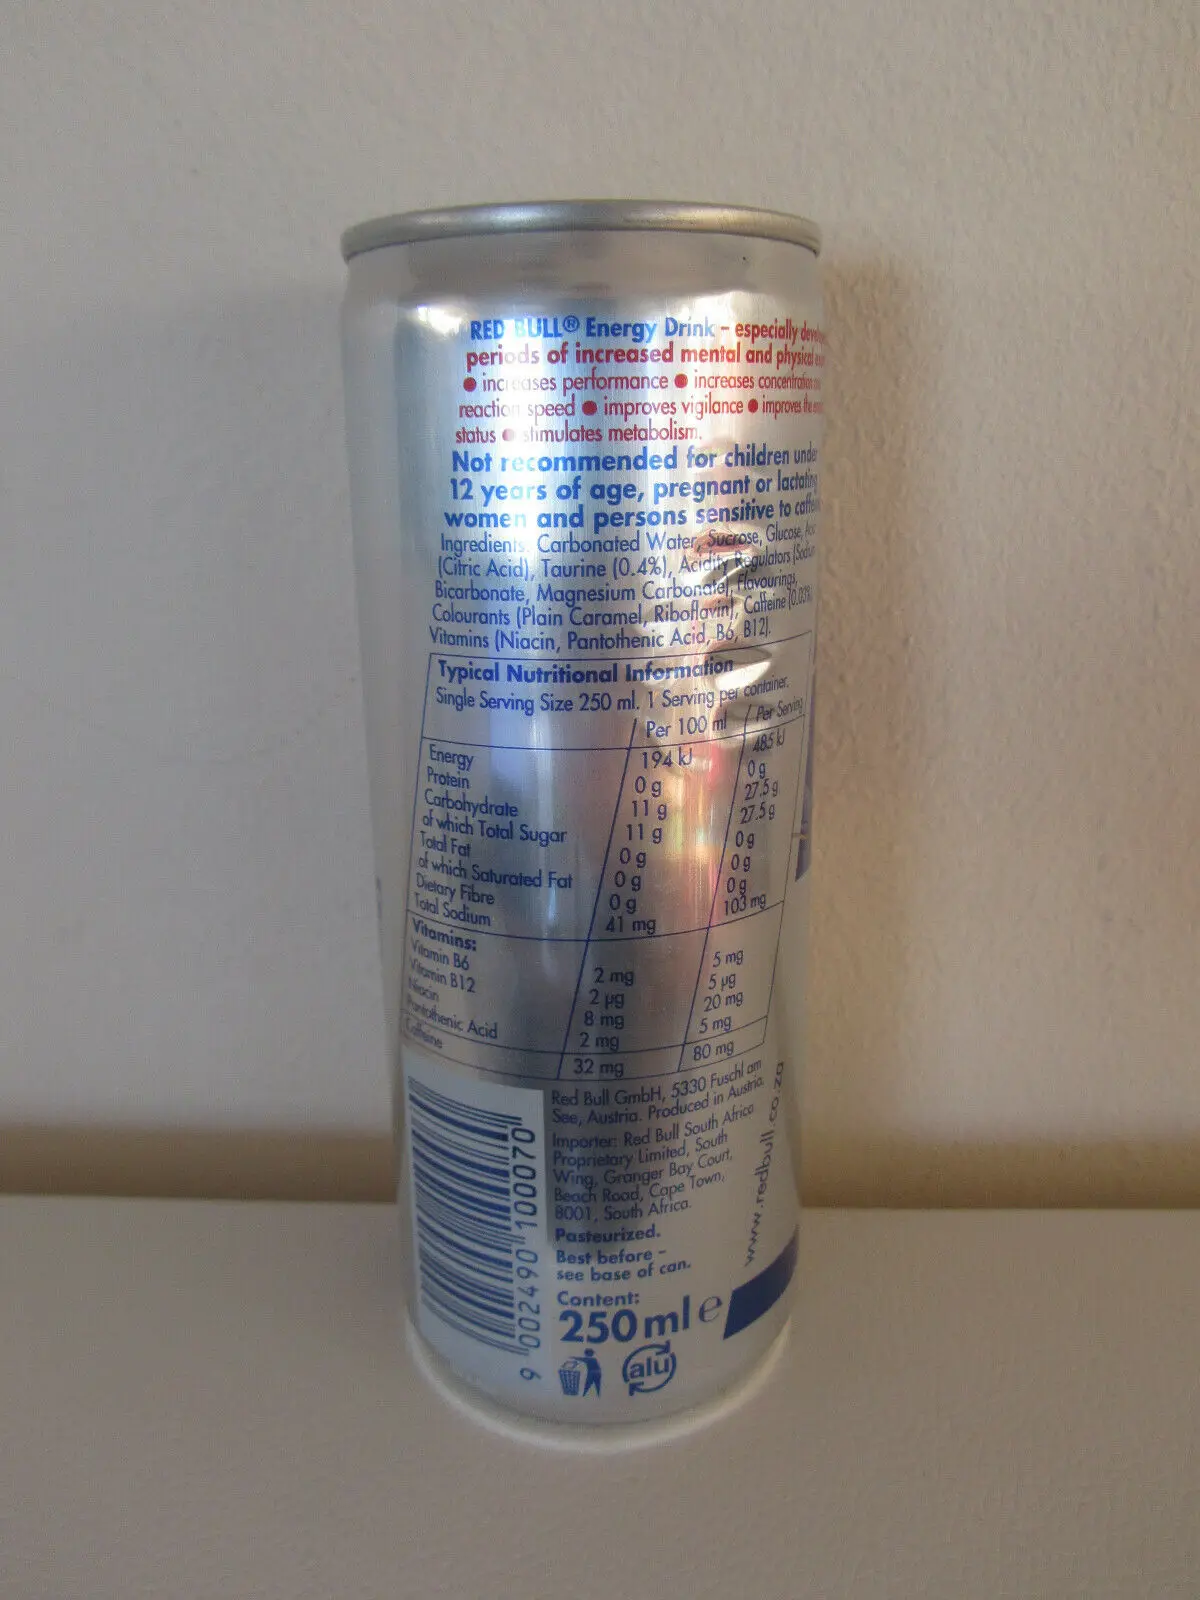 RED BULL® Energy Drink – especially
periods of increased mental and physical
● increases performance ● increases concentration
reaction speed ● improves vigilance ● improves the
status ● stimulates metabolism.
Not recommended for children under
12 years of age, pregnant or lactating
women and persons sensitive to
Ingredients: Carbonated Water, Sucrose, Glucose,
(Citric Acid), Taurine (0.4%), Acidity Regulators (Sodium
Bicarbonate, Magnesium Carbonate), Flavourings,
Colourants (Plain Caramel, Riboflavin), Caffeine (0.03%
Vitamins (Niacin, Pantothenic Acid, B6, B12).
Typical Nutritional Information
Single Serving Size 250 ml. 1 Serving per container.
Per 100 ml Per Serving
Energy 194 kJ 485 kJ
Protein 0 g 0 g
Carbohydrate 11 g 27.5 g
of which Total Sugar 11 g 27.5 g
Total Fat 0 g 0 g
of which Saturated Fat 0 g 0 g
Dietary Fibre 0 g 0 g
Total Sodium 41 mg 103 mg
Vitamins:
Vitamin B6 2 mg 5 mg
Vitamin B12 2 µg 5 µg
Niacin 8 mg 20 mg
Pantothenic Acid 2 mg 5 mg
Caffeine 32 mg 80 mg
Red Bull GmbH, 5330 Fuschl am
See, Austria. Produced in Austria.
Importer: Red Bull South Africa
Proprietary Limited, South
Wing, Granger Bay Court,
Beach Road, Cape Town,
8001, South Africa.
Pasteurized.
Best before –
see base of can.
Content:
250 ml e
alu
www.redbull.co.za
9 002490 100070